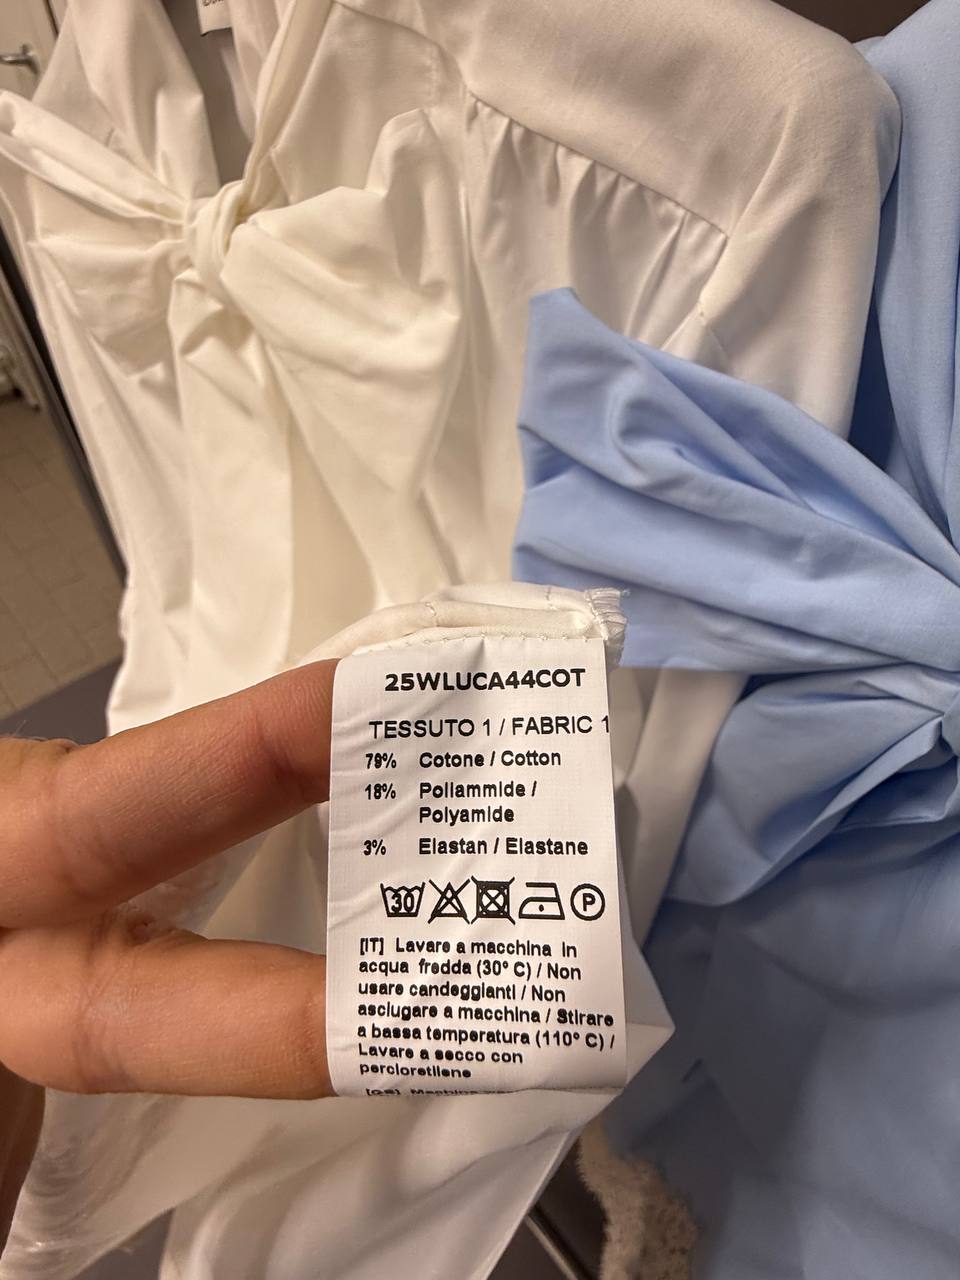 25WLUCA44COT
TESSUTO 1 / FABRIC 1
79% Cotone / Cotton
18% Poliammide /
Polyamide
3% Elastan / Elastane
30 P
[IT] Lavare a macchina in
acqua fredda (30° C) / Non
usare candeggianti / Non
asciugare a macchina / Stirare
a bassa temperatura (110° C) /
Lavare a secco con
percloretilene